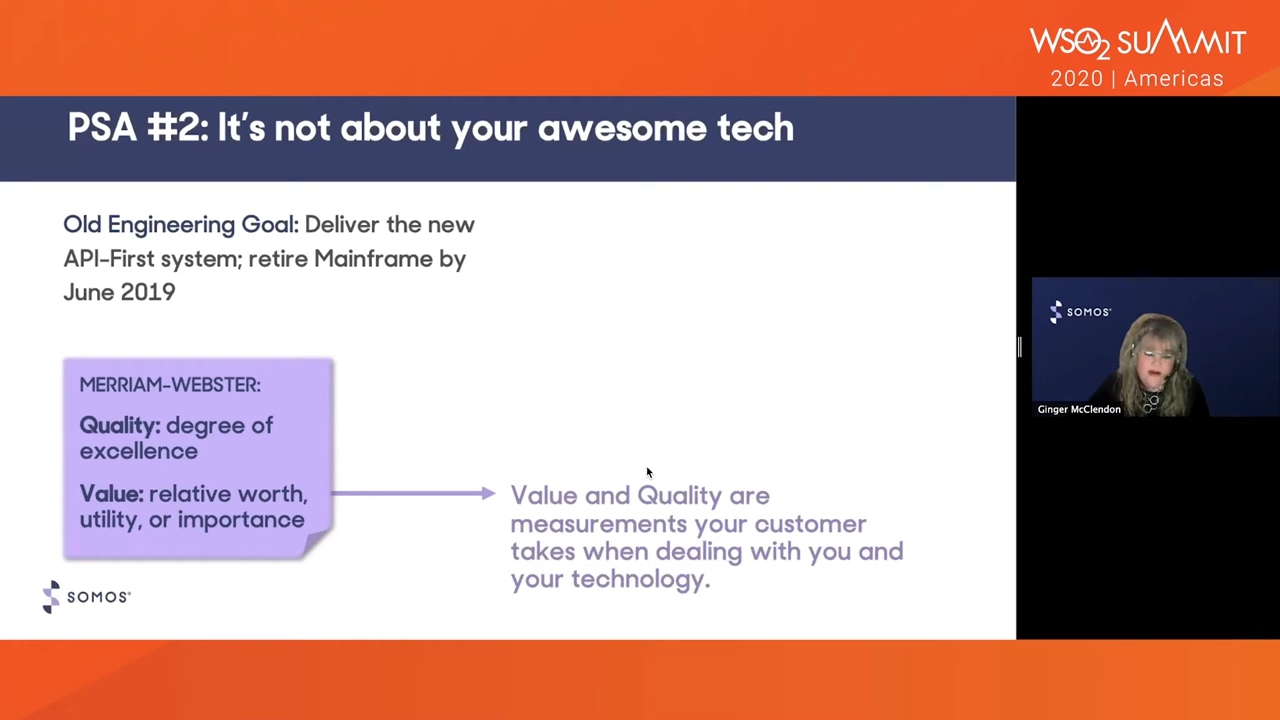 WSO2 SUMMIT
2020 | Americas
PSA #2: It's not about your awesome tech
Old Engineering Goal: Deliver the new
API-First system; retire Mainframe by
June 2019
MERRIAM-WEBSTER:
Quality: degree of
excellence
Value: relative worth,
utility, or importance
Value and Quality are
measurements your customer
takes when dealing with you and
your technology.
SOMOS®
SOMOS®
Ginger McClendon